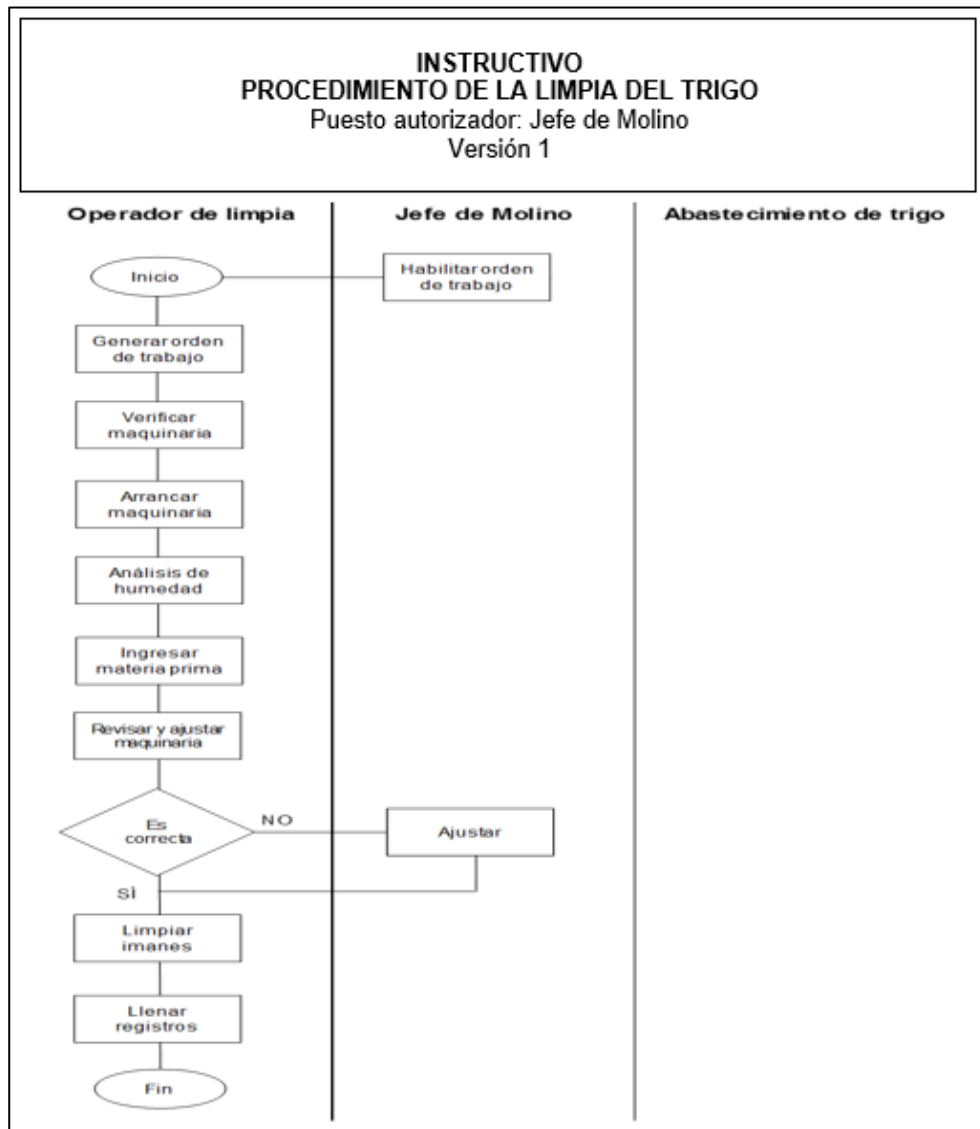 INSTRUCTIVO
PROCEDIMIENTO DE LA LIMPIA DEL TRIGO
Puesto autorizador: Jefe de Molino
Versión 1
Operador de limpia
Jefe de Molino
Abastecimiento de trigo
Inicio
Habilitar orden
de trabajo
Generar orden
de trabajo
Verificar
maquinaria
Arrancar
maquinaria
Análisis de
humedad
Ingresar
materia prima
Revisar y ajustar
maquinaria
Es
correcta
NO
Ajustar
SÌ
Limpiar
imanes
Llenar
registros
Fin